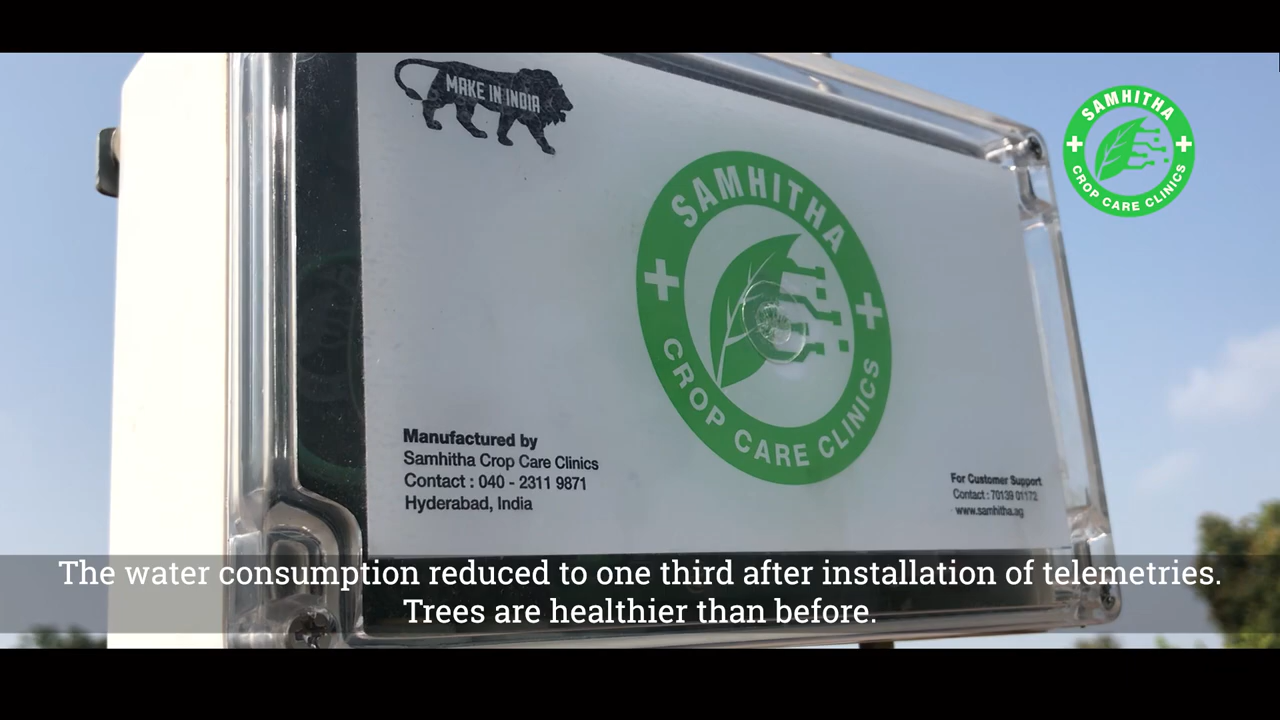 MAKE IN INDIA
SAMHITHA
CROP CARE CLINICS
SAMHITHA
CROP CARE CLINICS
Manufactured by
Samhitha Crop Care Clinics
Contact : 040 - 2311 9871
Hyderabad, India
For Customer Support
Contact : 70139 01172
www.samhitha.ag
The water consumption reduced to one third after installation of telemetries.
Trees are healthier than before.